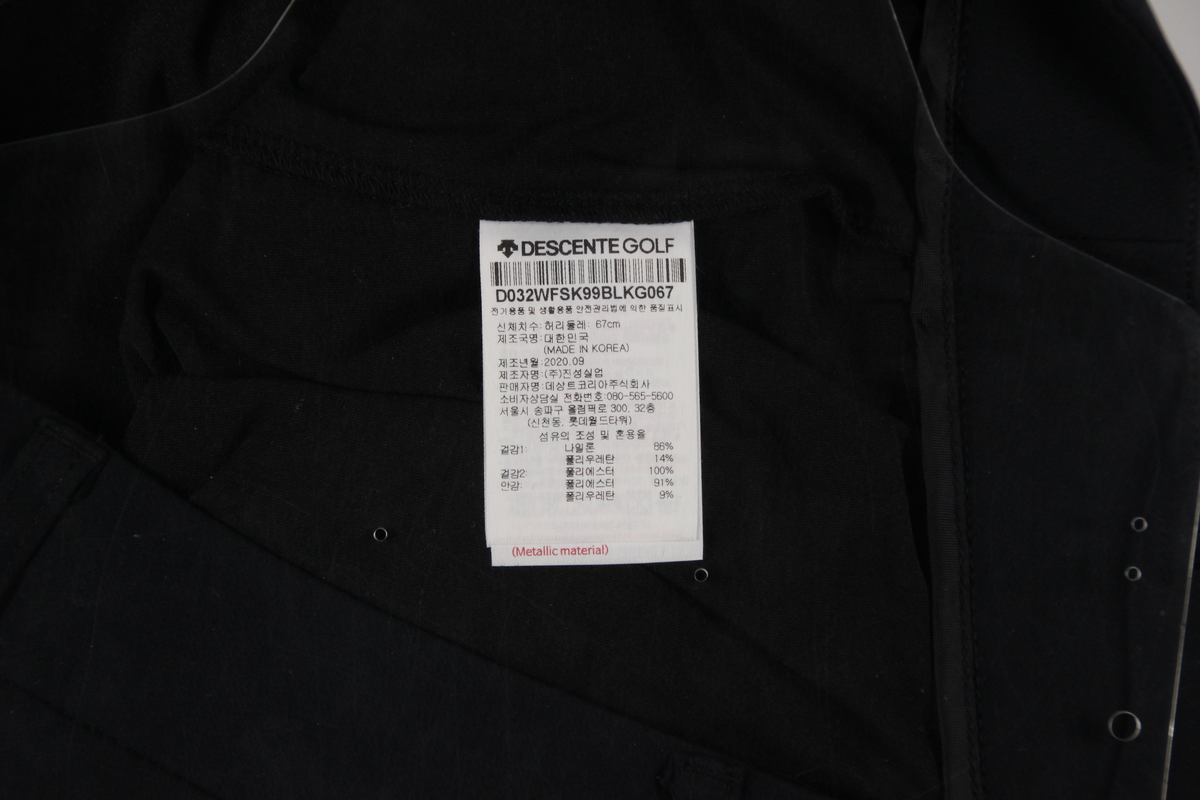 DESCENTE GOLF
D032WFSK99BLKG067
전기용품 및 생활용품 안전관리법에 의한 품질표시
신체치수: 허리둘레: 67cm
제조국명: 대한민국
(MADE IN KOREA)
제조년월: 2020.09
제조자명: (주)진성실업
판매자명: 데상트코리아주식회사
소비자상담실 전화번호: 080-565-5600
서울시 송파구 올림픽로 300, 32층
(신천동, 롯데월드타워)
섬유의 조성 및 혼용율
겉감1: 나일론 86%
폴리우레탄 14%
겉감2: 폴리에스터 100%
안감: 폴리에스터 91%
폴리우레탄 9%
(Metallic material)